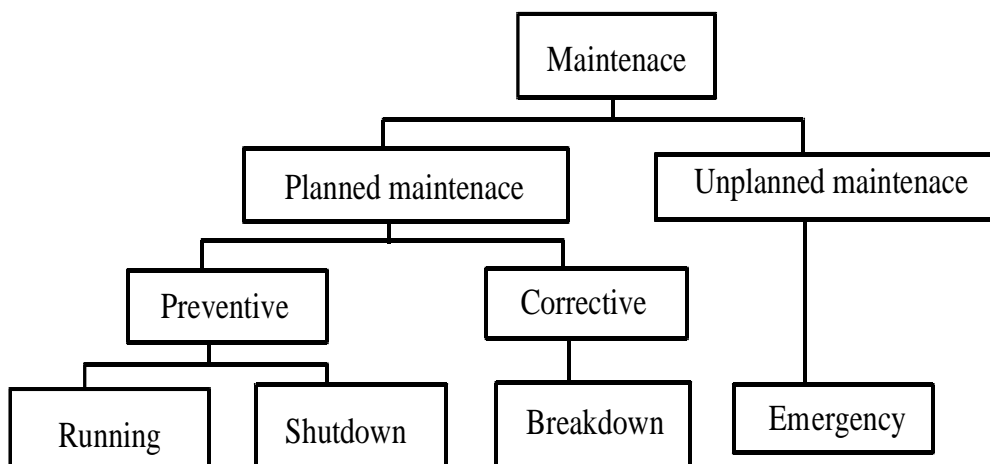 Maintenace
Planned maintenace
Unplanned maintenace
Preventive
Corrective
Running
Shutdown
Breakdown
Emergency